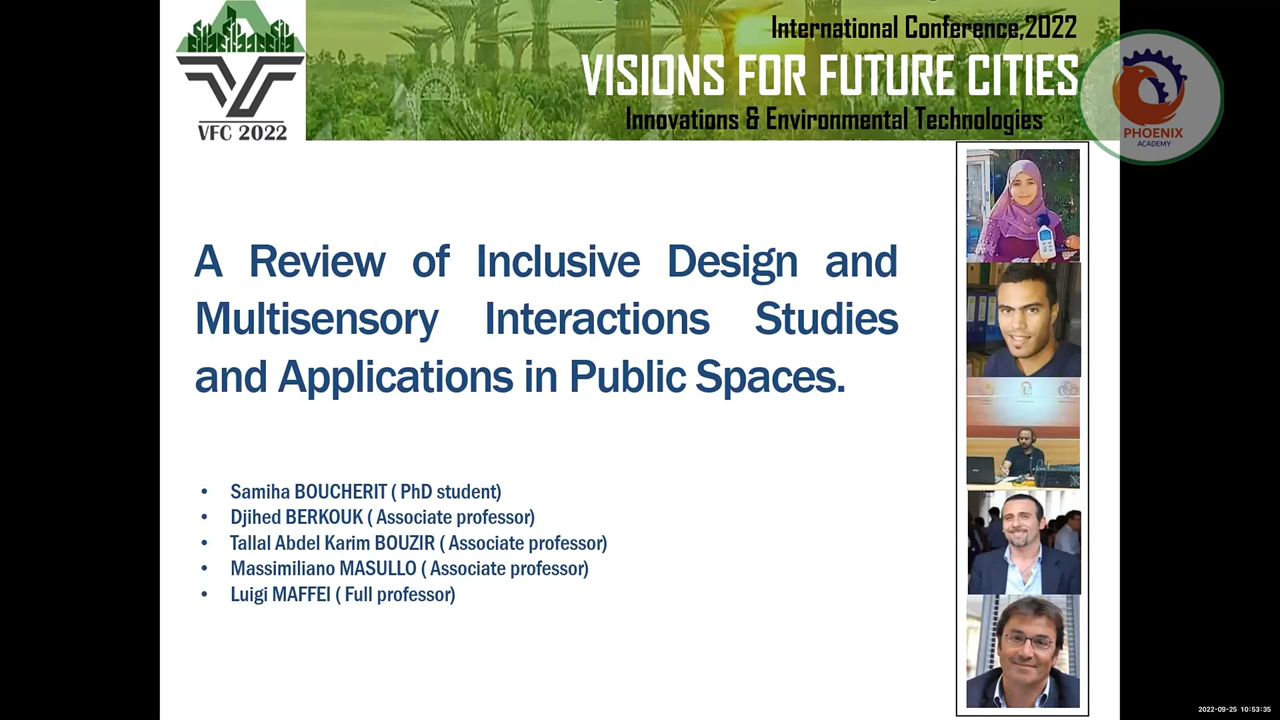 International Conference,2022
VISIONS FOR FUTURE CITIES
Innovations & Environmental Technologies
VFC 2022
PHOENIX
ACADEMY
A Review of Inclusive Design and
Multisensory Interactions Studies
and Applications in Public Spaces.
• Samiha BOUCHERIT ( PhD student)
• Djihed BERKOUK ( Associate professor)
• Tallal Abdel Karim BOUZIR ( Associate professor)
• Massimiliano MASULLO ( Associate professor)
• Luigi MAFFEI ( Full professor)
2022-09-25 10:53:35